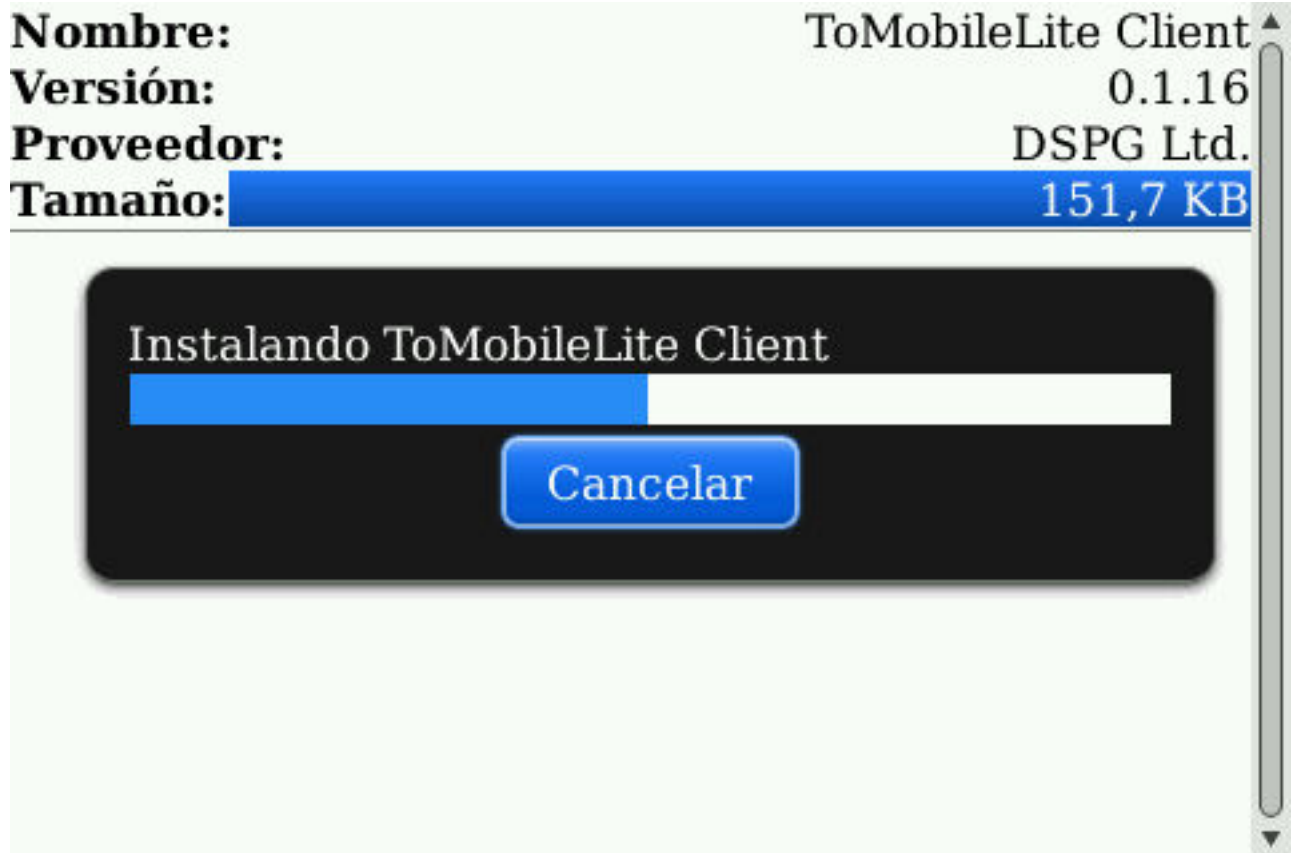 Nombre: ToMobileLite Client
Versión: 0.1.16
Proveedor: DSPG Ltd.
Tamaño: 151,7 KB
Instalando ToMobileLite Client
Cancelar